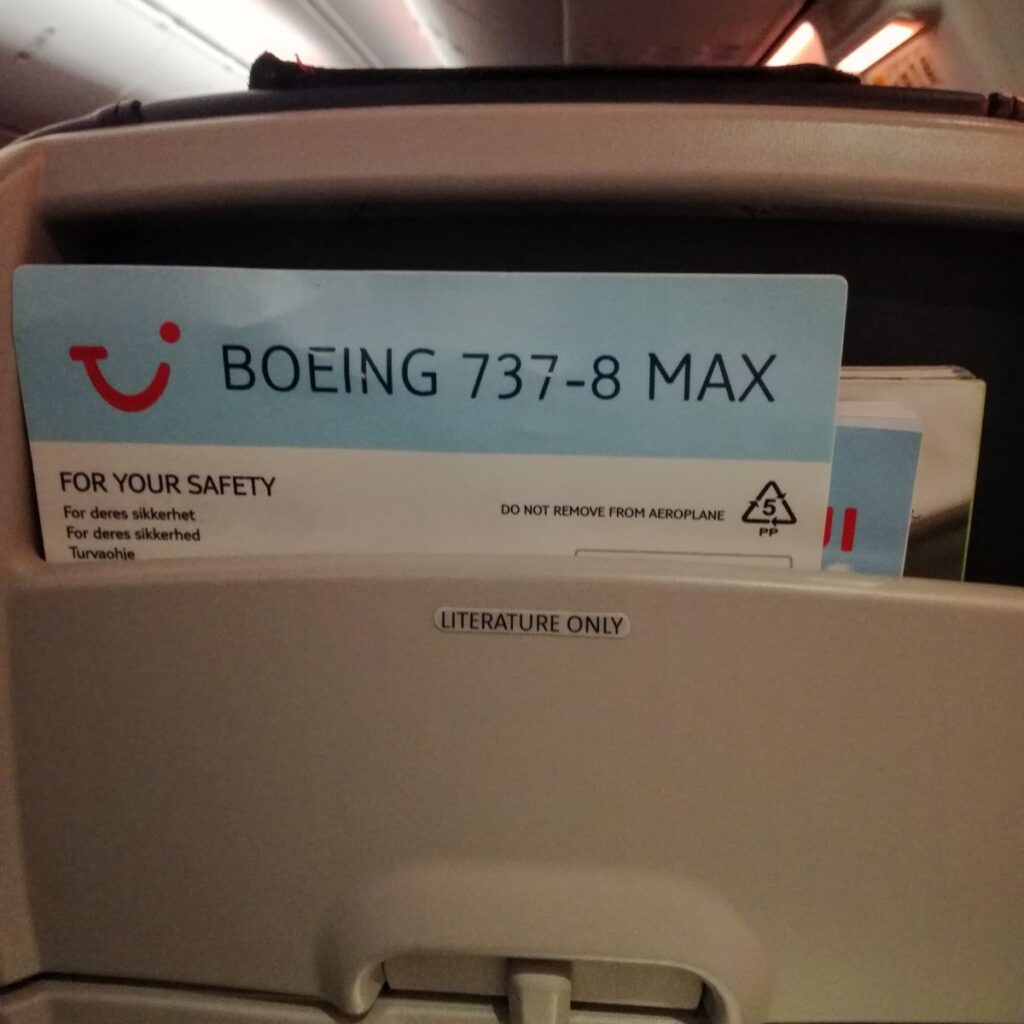 BOEING 737-8 MAX
FOR YOUR SAFETY
For deres sikkerhet
For deres sikkerhed
Turvaohje
DO NOT REMOVE FROM AEROPLANE
5
PP
LITERATURE ONLY